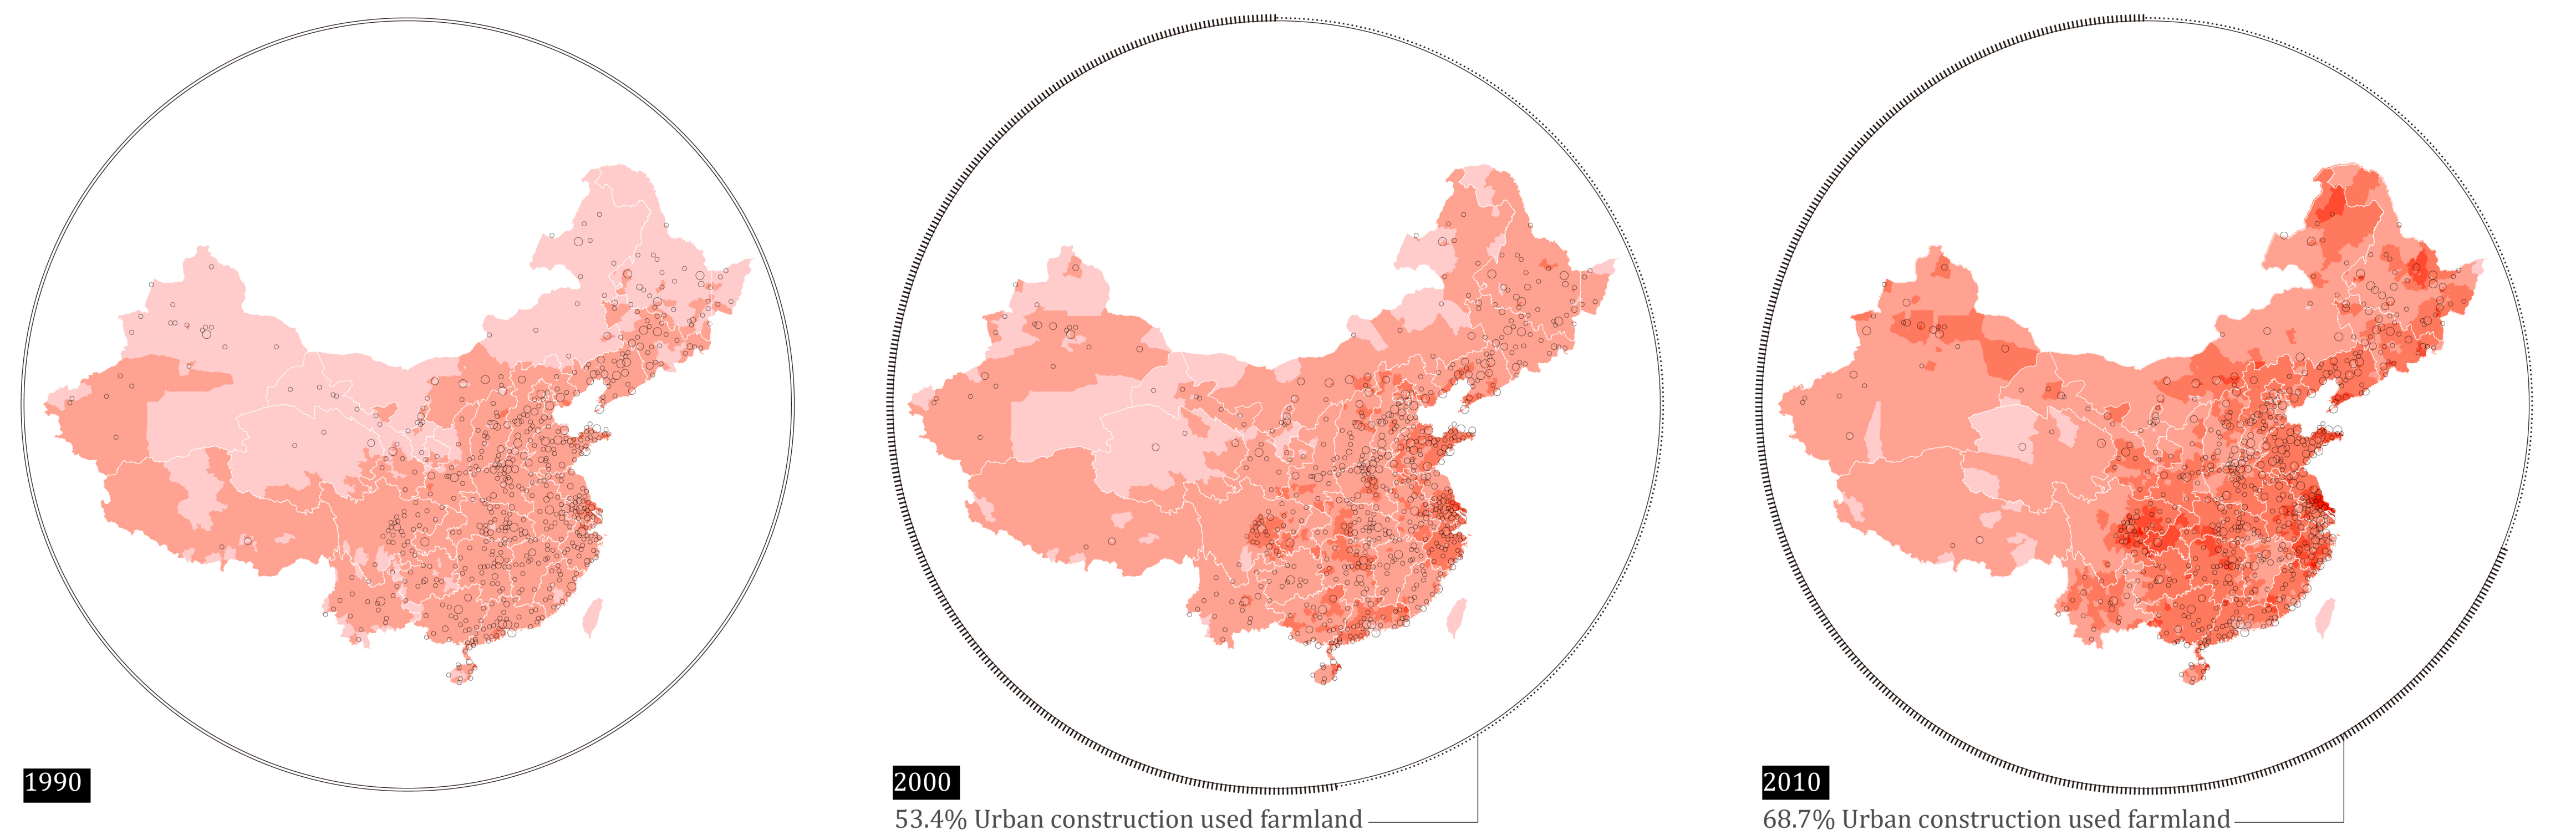 1990
2000
53.4% Urban construction used farmland
2010
68.7% Urban construction used farmland